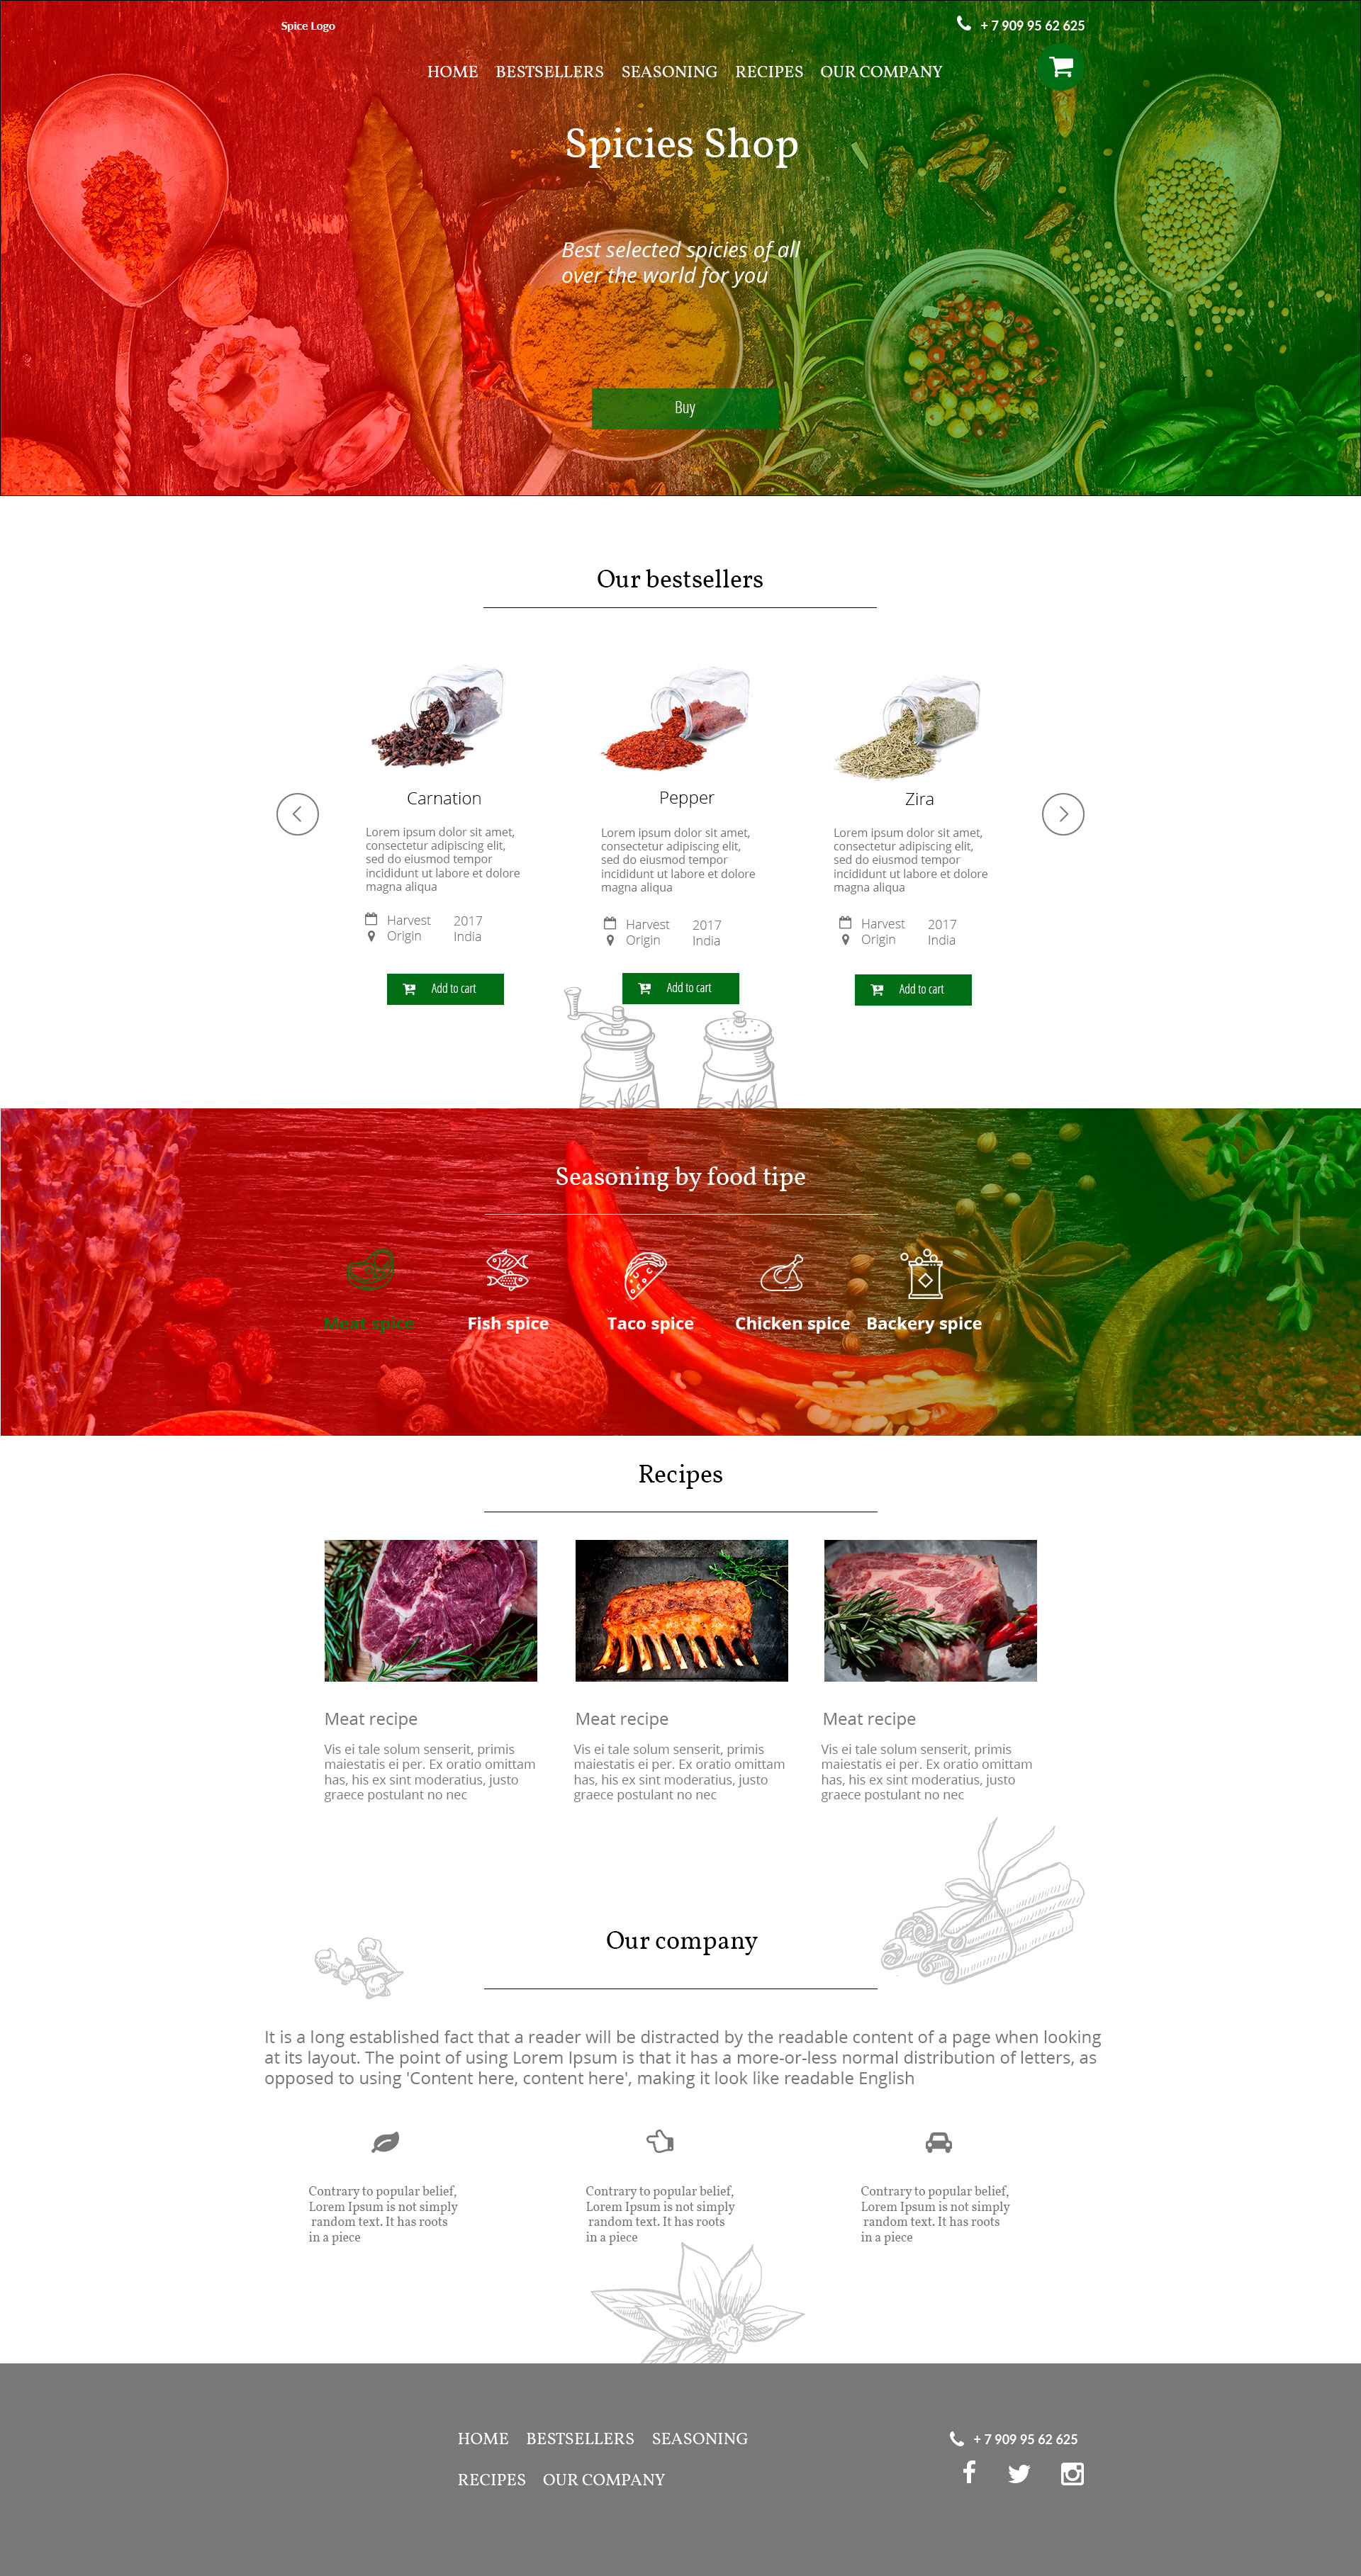 Spice Logo
+ 7 909 95 62 625
HOME BESTSELLERS SEASONING RECIPES OUR COMPANY
Spicies Shop
Best selected spicies of all
over the world for you
Buy
Our bestsellers
Carnation
Lorem ipsum dolor sit amet,
consectetur adipiscing elit,
sed do eiusmod tempor
incididunt ut labore et dolore
magna aliqua
Harvest 2017
Origin India
Add to cart
Pepper
Lorem ipsum dolor sit amet,
consectetur adipiscing elit,
sed do eiusmod tempor
incididunt ut labore et dolore
magna aliqua
Harvest 2017
Origin India
Add to cart
Zira
Lorem ipsum dolor sit amet,
consectetur adipiscing elit,
sed do eiusmod tempor
incididunt ut labore et dolore
magna aliqua
Harvest 2017
Origin India
Add to cart
Seasoning by food tipe
Meat spice
Fish spice
Taco spice
Chicken spice
Backery spice
Recipes
Meat recipe
Vis ei tale solum senserit, primis
maiestatis ei per. Ex oratio omittam
has, his ex sint moderatius, justo
graece postulant no nec
Meat recipe
Vis ei tale solum senserit, primis
maiestatis ei per. Ex oratio omittam
has, his ex sint moderatius, justo
graece postulant no nec
Meat recipe
Vis ei tale solum senserit, primis
maiestatis ei per. Ex oratio omittam
has, his ex sint moderatius, justo
graece postulant no nec
Our company
It is a long established fact that a reader will be distracted by the readable content of a page when looking
at its layout. The point of using Lorem Ipsum is that it has a more-or-less normal distribution of letters, as
opposed to using 'Content here, content here', making it look like readable English
Contrary to popular belief,
Lorem Ipsum is not simply
random text. It has roots
in a piece
Contrary to popular belief,
Lorem Ipsum is not simply
random text. It has roots
in a piece
Contrary to popular belief,
Lorem Ipsum is not simply
random text. It has roots
in a piece
HOME BESTSELLERS SEASONING
RECIPES OUR COMPANY
+ 7 909 95 62 625